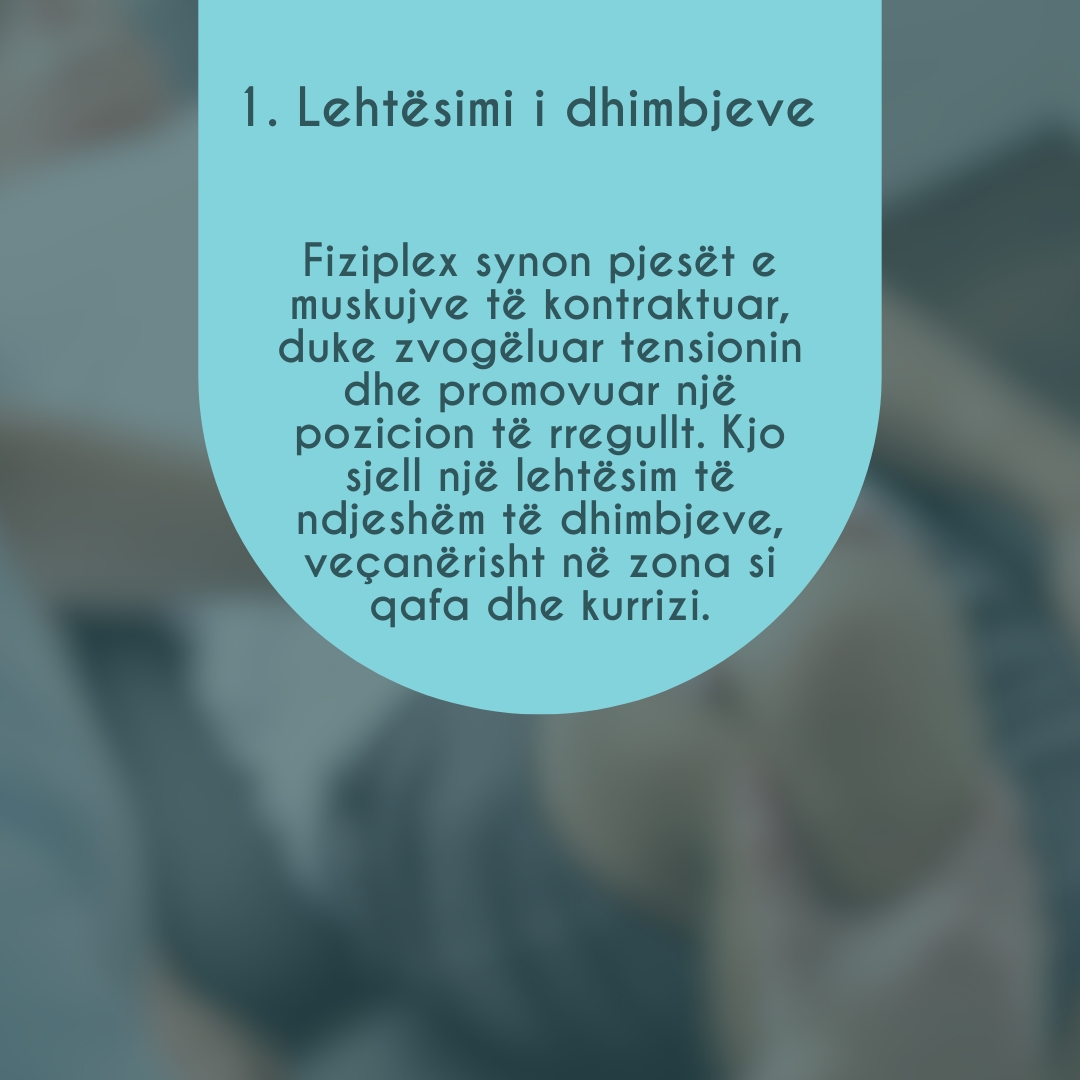 1. Lehtësimi i dhimbjeve
Fiziplex synon pjesët e
muskujve të kontraktuar,
duke zvogëluar tensionin
dhe promovuar një
pozicion të rregullt. Kjo
sjell një lehtësim të
ndjeshëm të dhimbjeve,
veçanërisht në zona si
qafa dhe kurrizi.